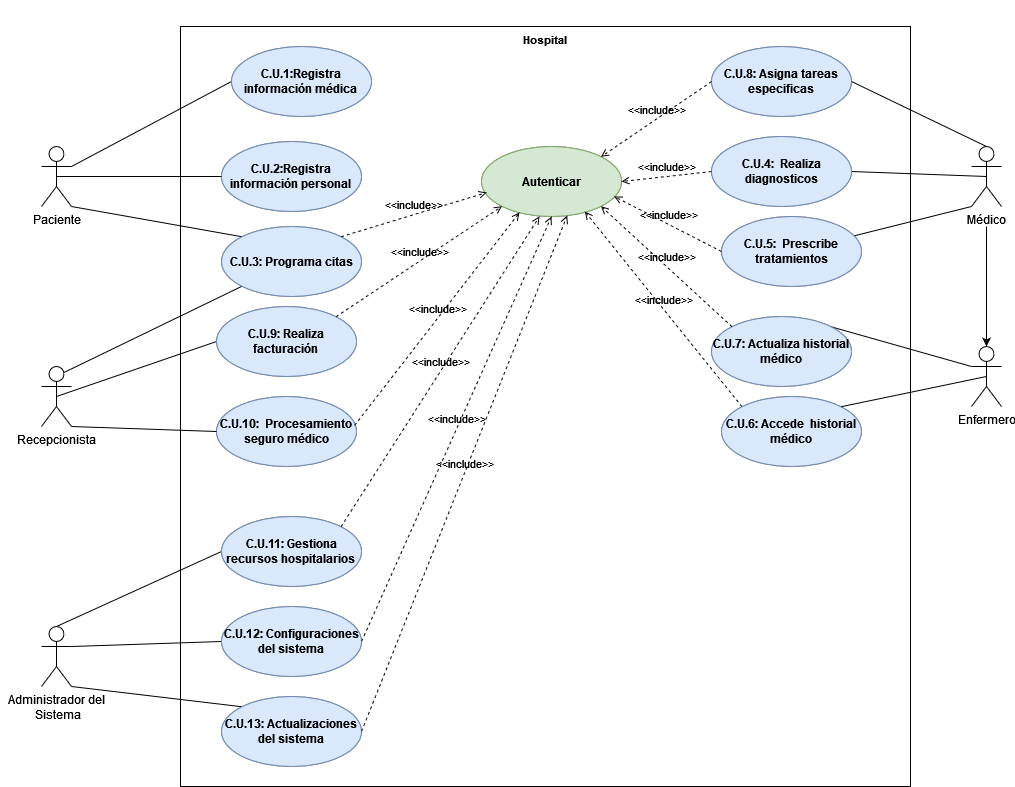 Hospital
C.U.1:Registra
información médica
C.U.8: Asigna tareas
especificas
<<include>>
Paciente
C.U.2:Registra
información personal
Autenticar
<<include>>
C.U.4:  Realiza
diagnosticos
Médico
<<include>>
<<include>>
C.U.3: Programa citas
<<include>>
<<include>>
C.U.5:  Prescribe
tratamientos
C.U.9: Realiza
facturación
<<include>>
<<include>>
C.U.7: Actualiza historial
médico
Recepcionista
<<include>>
Enfermero
C.U.10:  Procesamiento
seguro médico
<<include>>
C.U.6: Accede  historial
médico
<<include>>
C.U.11: Gestiona
recursos hospitalarios
C.U.12: Configuraciones
del sistema
Administrador del
Sistema
C.U.13: Actualizaciones
del sistema